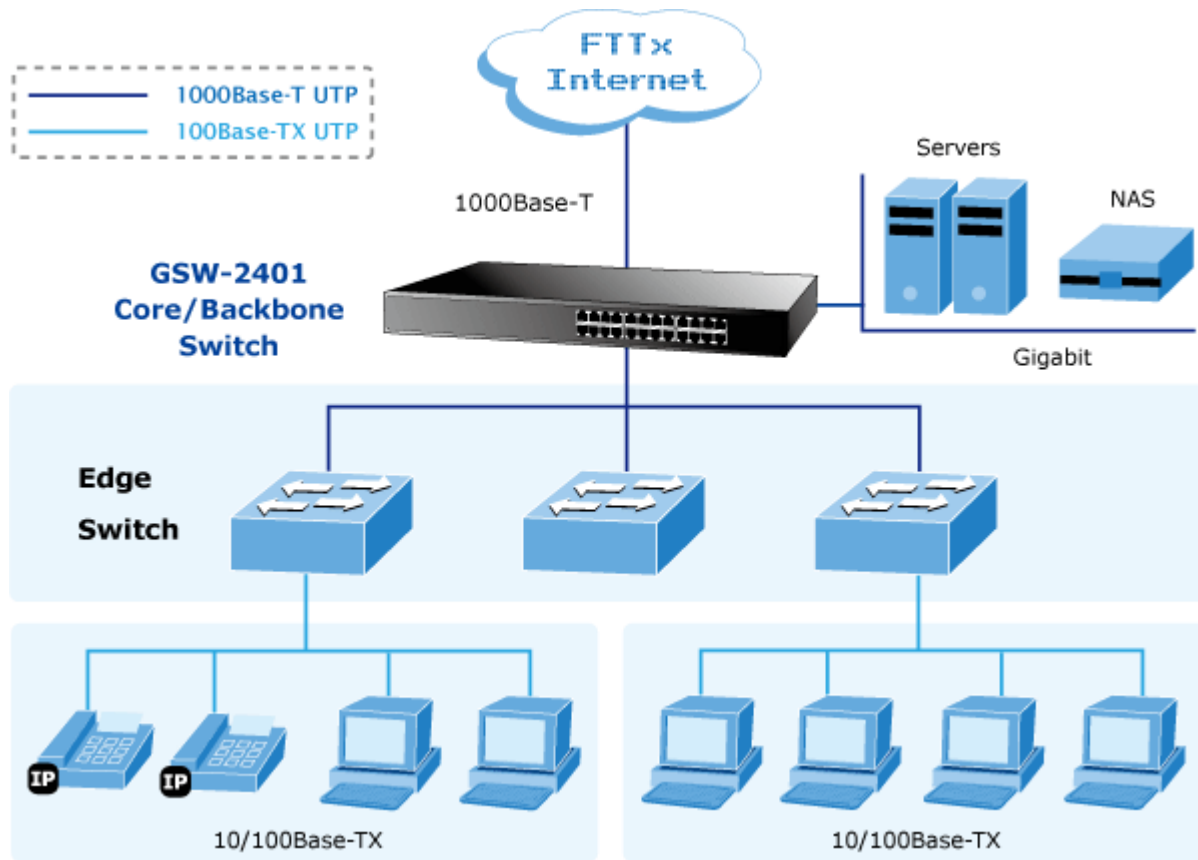 FTTx
Internet
1000Base-T UTP
100Base-TX UTP
Servers
NAS
1000Base-T
GSW-2401
Core/Backbone
Switch
Gigabit
Edge
Switch
IP
IP
10/100Base-TX
10/100Base-TX